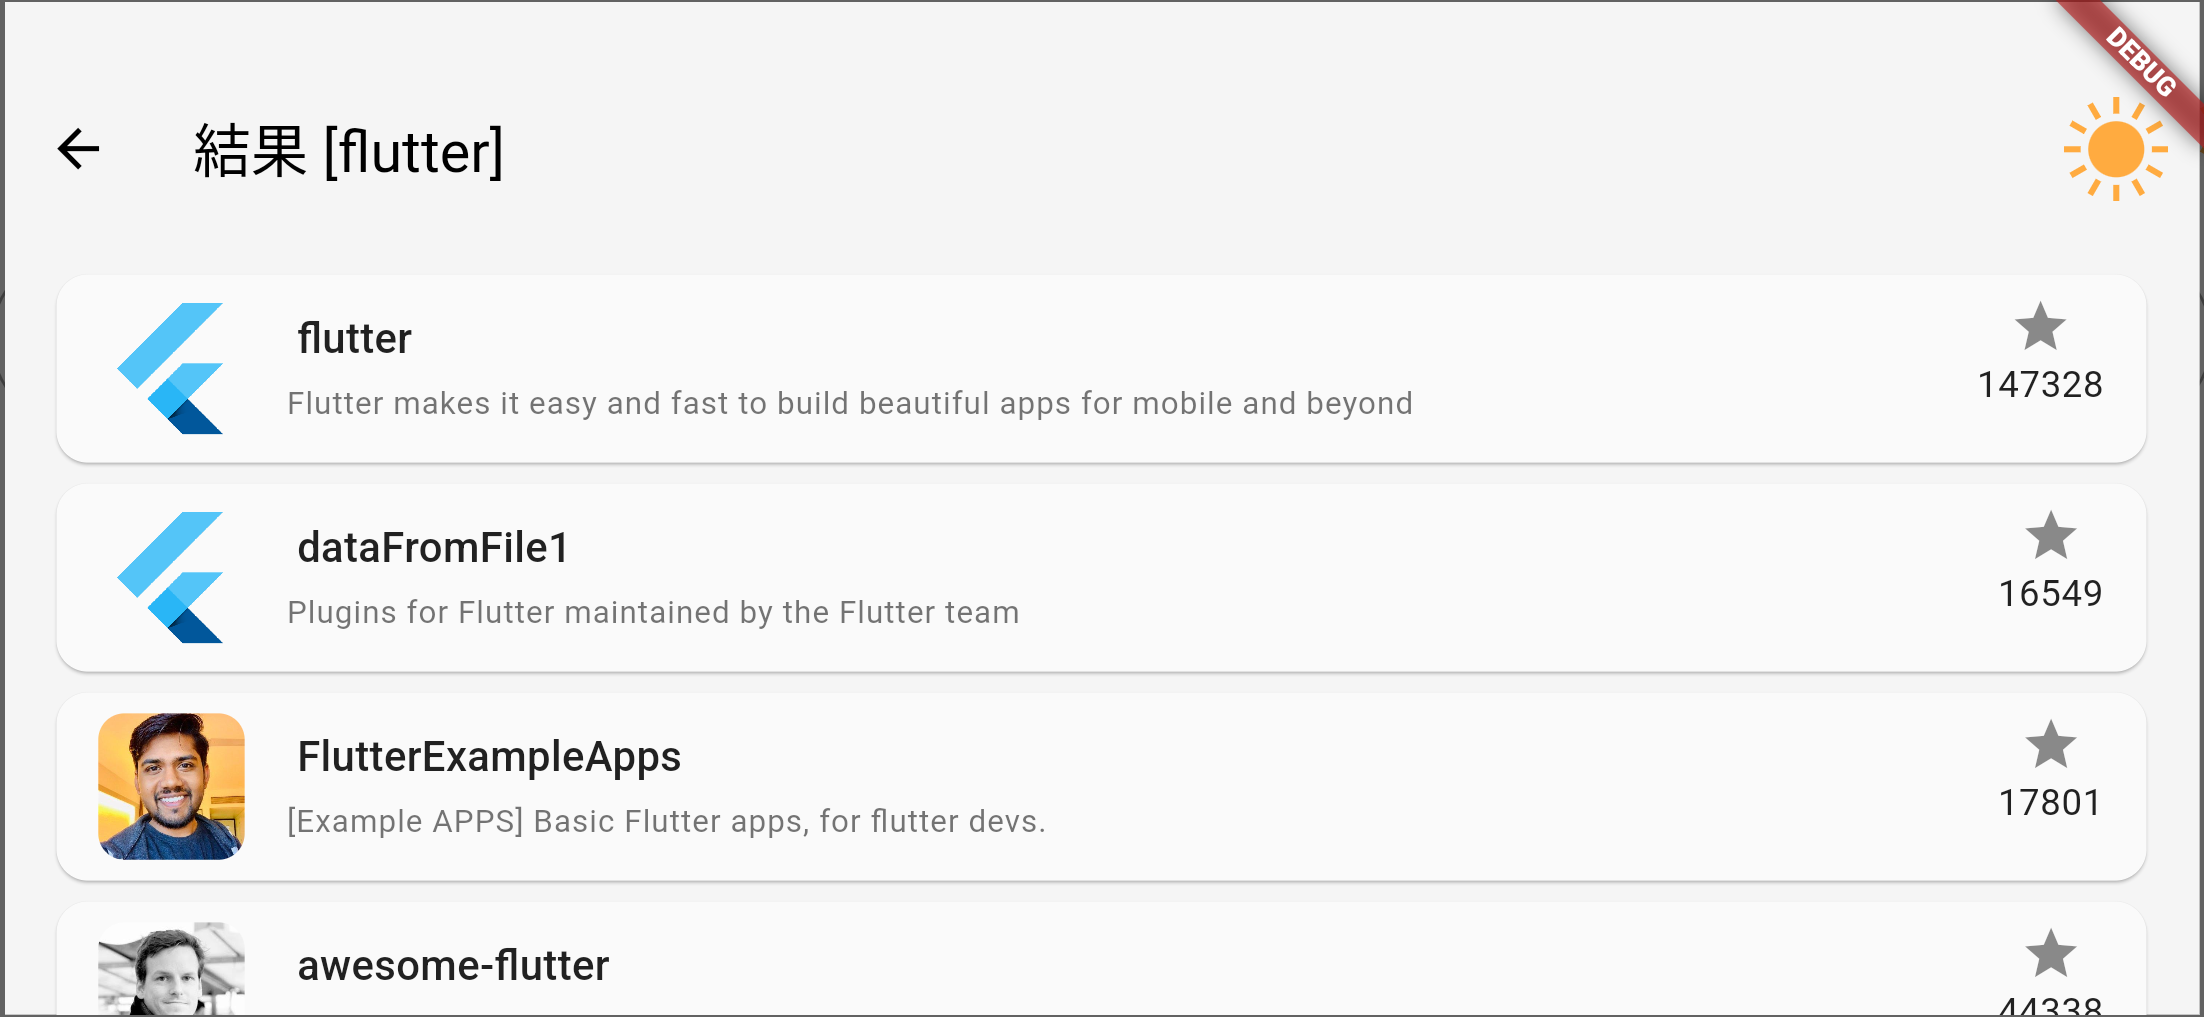 DEBUG
結果 [flutter]
flutter
Flutter makes it easy and fast to build beautiful apps for mobile and beyond
147328
dataFromFile1
Plugins for Flutter maintained by the Flutter team
16549
FlutterExampleApps
[Example APPS] Basic Flutter apps, for flutter devs.
17801
awesome-flutter
44338